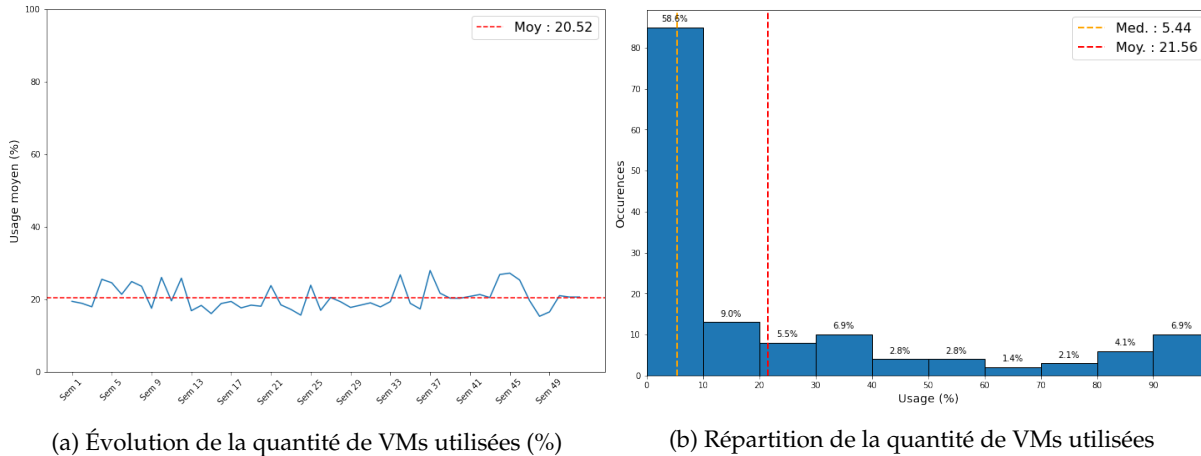 100
80
60
40
20
0
Usage moyen (%)
Moy : 20.52
Sem 1
Sem 5
Sem 9
Sem 13
Sem 17
Sem 21
Sem 25
Sem 29
Sem 33
Sem 37
Sem 41
Sem 45
Sem 49
(a) Évolution de la quantité de VMs utilisées (%)
80
70
60
50
40
30
20
10
0
Occurences
58.6%
9.0%
5.5%
6.9%
2.8%
2.8%
1.4%
2.1%
4.1%
6.9%
Med. : 5.44
Moy. : 21.56
0
10
20
30
40
50
60
70
80
90
Usage (%)
(b) Répartition de la quantité de VMs utilisées